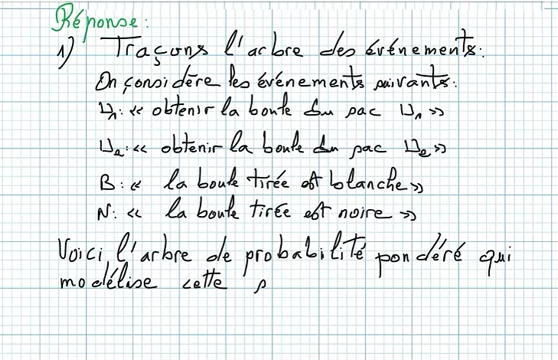 Réponse:
1) Traçons l'arbre des événements:
On considère les événements suivants:
U₁: « obtenir la boule du sac U₁ »
U₂: « obtenir la boule du sac U₂ »
B: « la boule tirée est blanche »
N: « la boule tirée est noire »
Voici l'arbre de probabilité pondéré qui
modélise cette